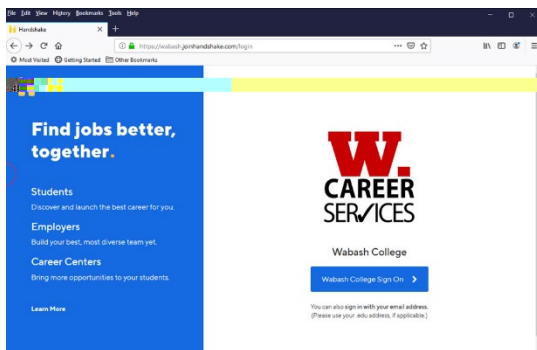 File Edit View History Bookmarks Tools Help
Handshake
https://wabash.joinhandshake.com/login
Most Visited Getting Started Other Bookmarks
Find jobs better,
together.
Students
Discover and launch the best career for you.
Employers
Build your best, most diverse team yet.
Career Centers
Bring more opportunities to your students.
Learn More
W.
CAREER
SERVICES
Wabash College
Wabash College Sign On
You can also sign in with your email address.
(Please use your .edu address, if applicable.)